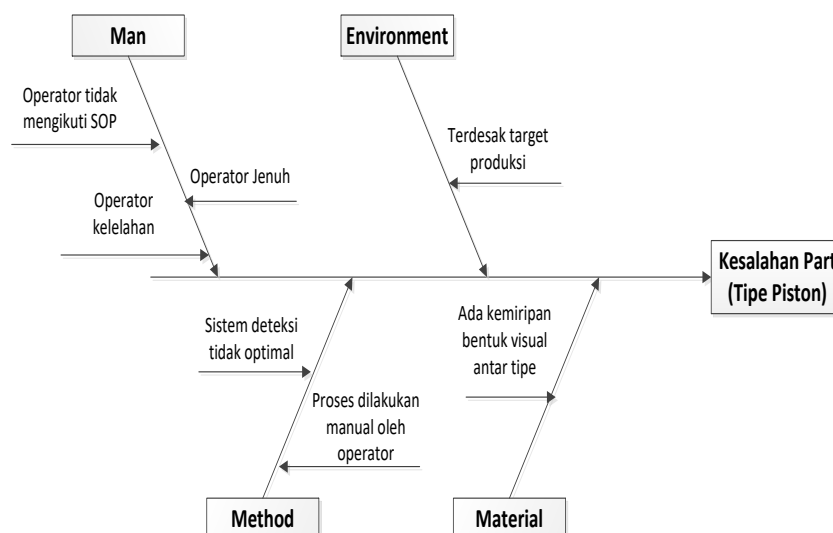 Man
Environment
Operator tidak
mengikuti SOP
Terdesak target
produksi
Operator Jenuh
Operator
kelelahan
Kesalahan Part
(Tipe Piston)
Sistem deteksi
tidak optimal
Ada kemiripan
bentuk visual
antar tipe
Proses dilakukan
manual oleh
operator
Method
Material